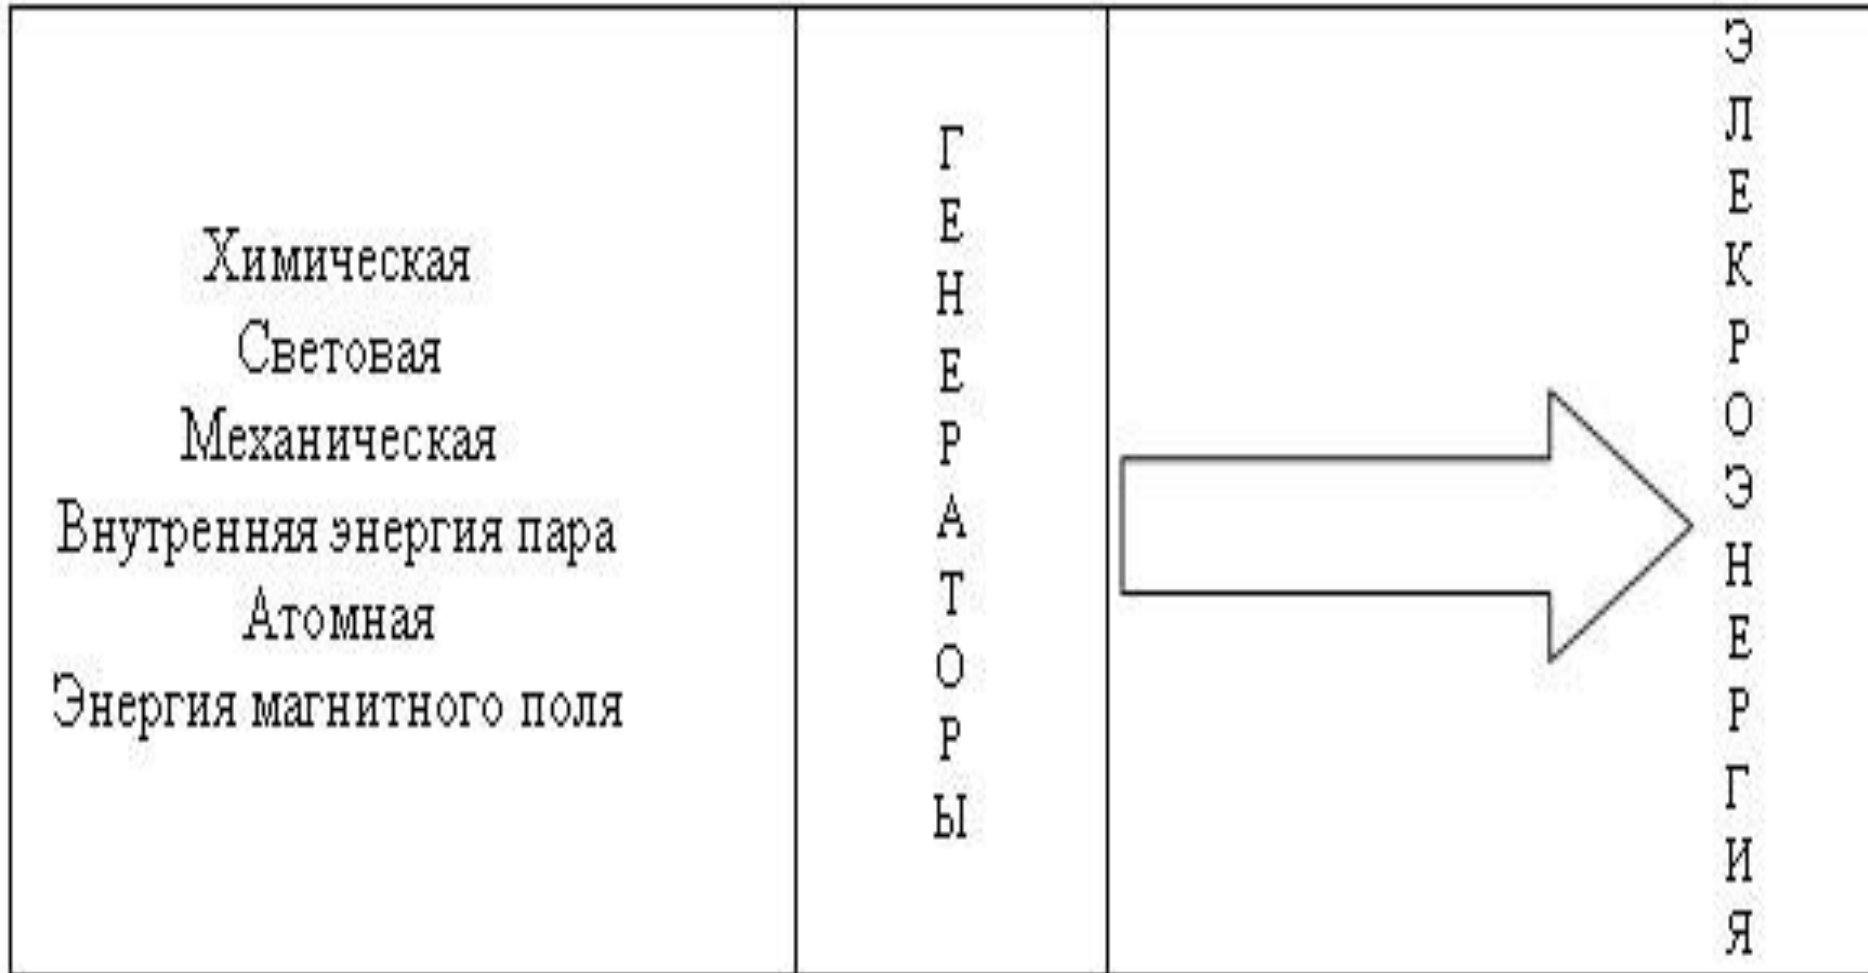 Химическая
Световая
Механическая
Внутренняя энергия пара
Атомная
Энергия магнитного поля
ГЕНЕРАТОРЫ
ЭЛЕКРОЭНЕРГИЯ